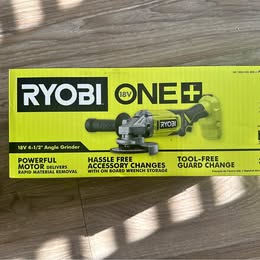 RYOBI 18V ONE+
18V 4-1/2" Angle Grinder
POWERFUL
MOTOR DELIVERS
RAPID MATERIAL REMOVAL
HASSLE FREE
ACCESSORY CHANGES
WITH ON BOARD WRENCH STORAGE
TOOL-FREE
GUARD CHANGE